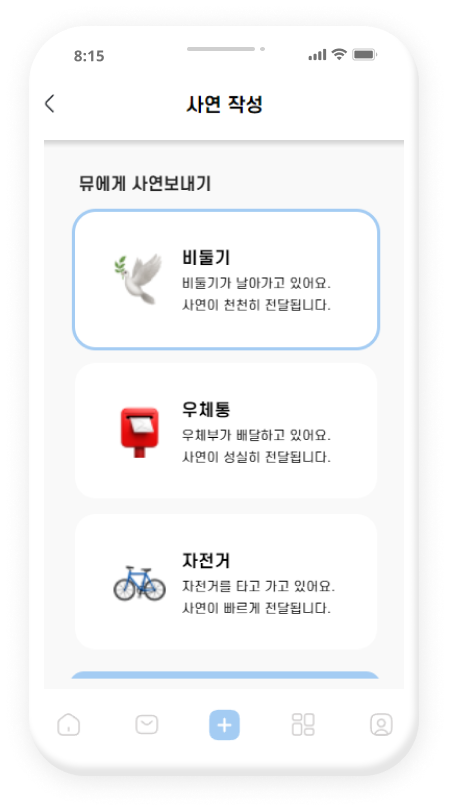 8:15
사연 작성
뮤에게 사연보내기
비둘기
비둘기가 날아가고 있어요.
사연이 천천히 전달됩니다.
우체통
우체부가 배달하고 있어요.
사연이 성실히 전달됩니다.
자전거
자전거를 타고 가고 있어요.
사연이 빠르게 전달됩니다.